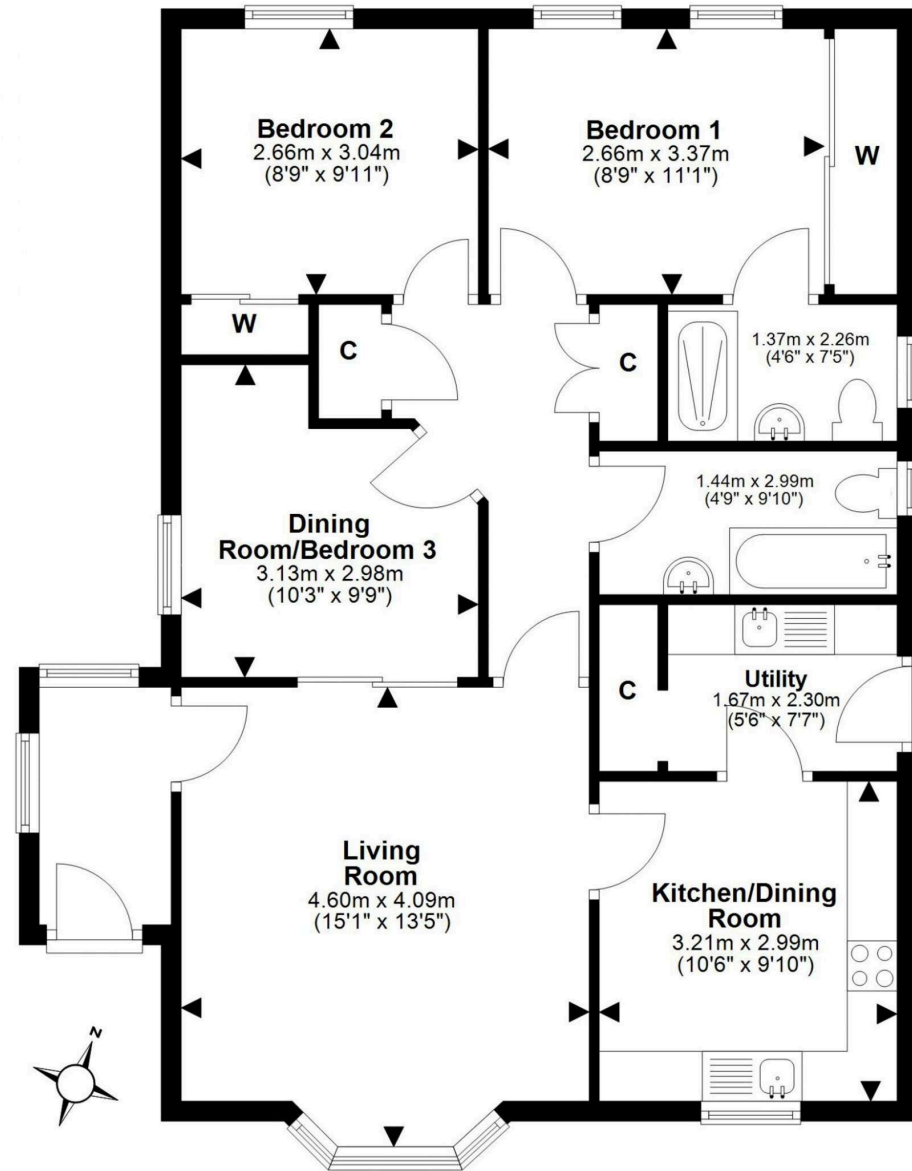 Bedroom 2
2.66m x 3.04m
(8'9" x 9'11")
Bedroom 1
2.66m x 3.37m
(8'9" x 11'1")
W
W
C
C
1.37m x 2.26m
(4'6" x 7'5")
1.44m x 2.99m
(4'9" x 9'10")
Dining
Room/Bedroom 3
3.13m x 2.98m
(10'3" x 9'9")
C
Utility
1.67m x 2.30m
(5'6" x 7'7")
Living
Room
4.60m x 4.09m
(15'1" x 13'5")
Kitchen/Dining
Room
3.21m x 2.99m
(10'6" x 9'10")
N